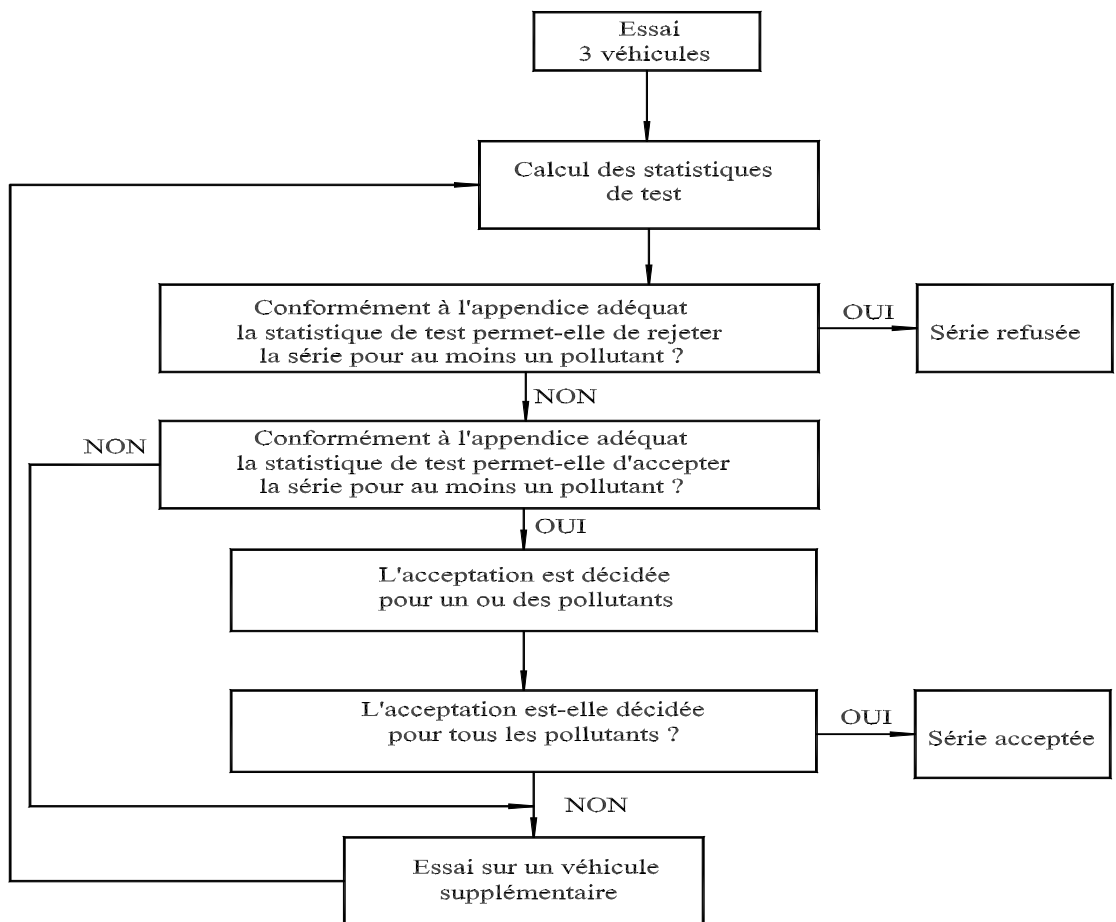 Essai
3 véhicules
Calcul des statistiques
de test
Conformément à l'appendice adéquat
la statistique de test permet-elle de rejeter
la série pour au moins un pollutant ?
OUI
Série refusée
NON
NON
Conformément à l'appendice adéquat
la statistique de test permet-elle d'accepter
la série pour au moins un pollutant ?
OUI
L'acceptation est décidée
pour un ou des pollutants
L'acceptation est-elle décidée
pour tous les pollutants ?
OUI
Série acceptée
NON
Essai sur un véhicule
supplémentaire